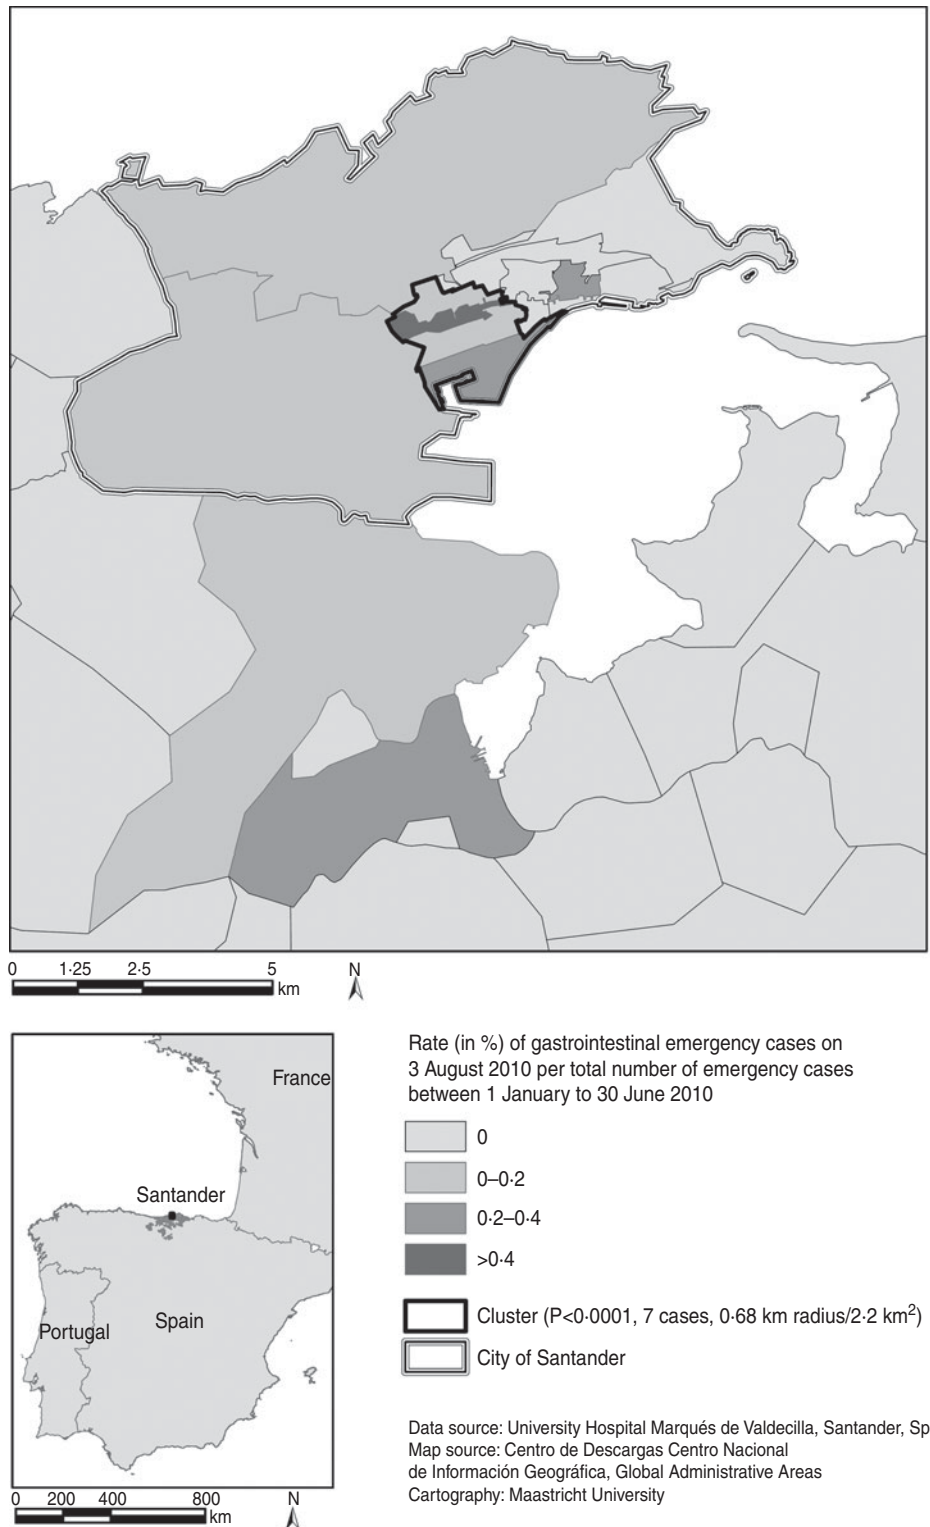 0 1·25 2·5 5
km
N
France
Santander
Portugal
Spain
0 200 400 800
km
N
Rate (in %) of gastrointestinal emergency cases on
3 August 2010 per total number of emergency cases
between 1 January to 30 June 2010
0
0–0·2
0·2–0·4
>0·4
Cluster (P<0·0001, 7 cases, 0·68 km radius/2·2 km²)
City of Santander
Data source: University Hospital Marqués de Valdecilla, Santander, Sp
Map source: Centro de Descargas Centro Nacional
de Información Geográfica, Global Administrative Areas
Cartography: Maastricht University